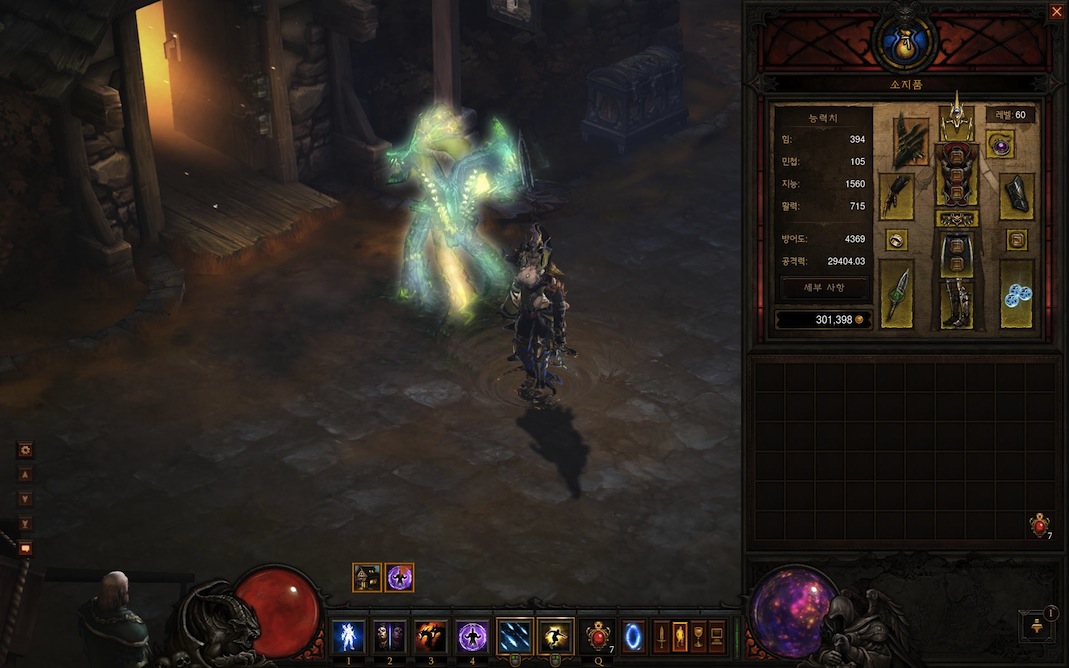 소지품
능력치
레벨: 60
힘: 394
민첩: 105
지능: 1560
활력: 715
방어도: 4369
공격력: 29404.03
세부 사항
301,398
7
1 2 3 4 Q
7
1